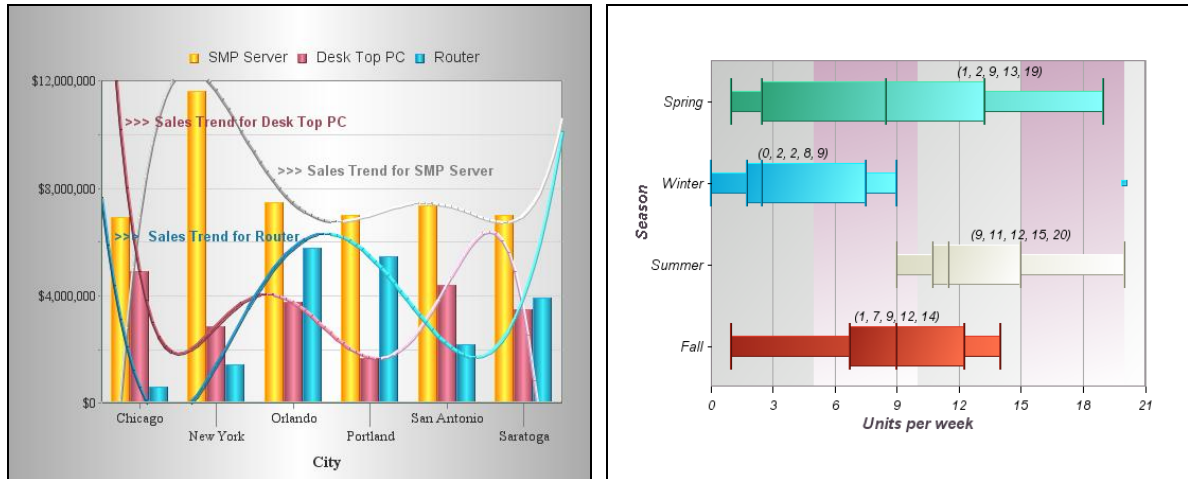 SMP Server Desk Top PC Router
$12,000,000
>>> Sales Trend for Desk Top PC
>>> Sales Trend for SMP Server
$8,000,000
>>> Sales Trend for Router
$4,000,000
$0
Chicago Orlando San Antonio
New York Portland Saratoga
City
(1, 2, 9, 13, 19)
Spring
(0, 2, 2, 8, 9)
Winter
Season
(9, 11, 12, 15, 20)
Summer
(1, 7, 9, 12, 14)
Fall
0 3 6 9 12 15 18 21
Units per week